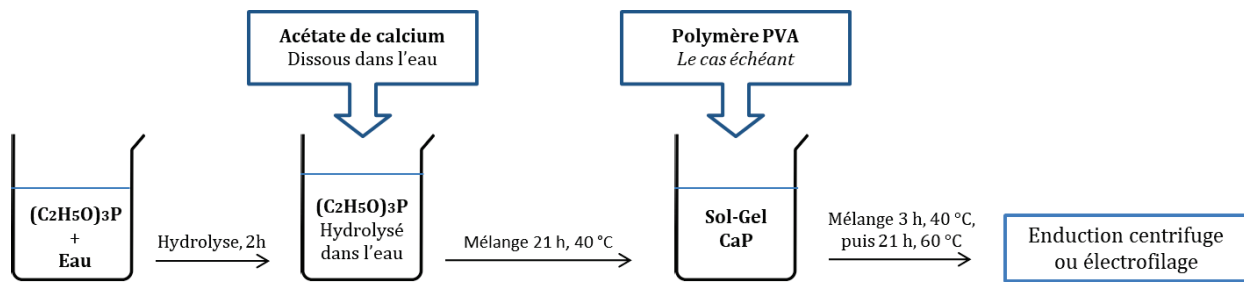 Acétate de calcium
Dissous dans l'eau
Polymère PVA
Le cas échéant
(C2H5O)3P
+
Eau
Hydrolyse, 2h
(C2H5O)3P
Hydrolysé
dans l'eau
Mélange 21 h, 40 °C
Sol-Gel
CaP
Mélange 3 h, 40 °C,
puis 21 h, 60 °C
Enduction centrifuge
ou électrofilage